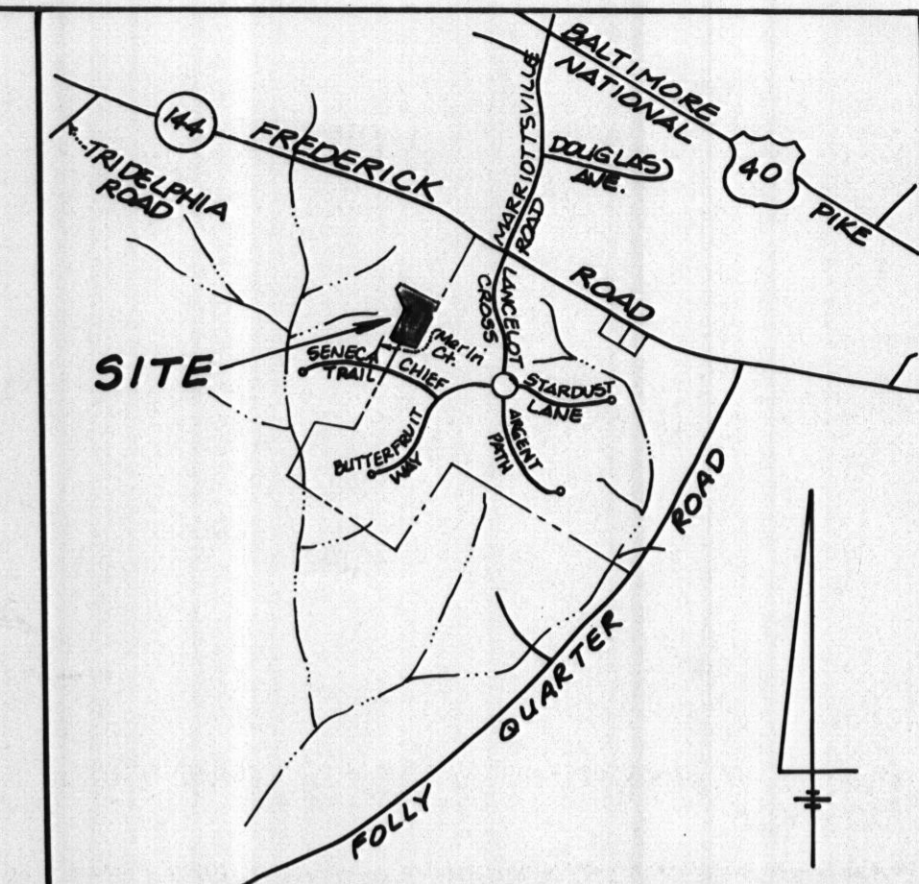 BALTIMORE
NATIONAL
PIKE
40
144
FREDERICK
ROAD
TRIDELPHIA
ROAD
MARRIOTTSVILLE
ROAD
DOUGLAS
AVE.
LANCELOT
CROSS
SITE
Merlin
Ct.
SENECA
CHIEF
TRAIL
STARDUST
LANE
BUTTERFRUIT
WAY
ARGENT
PATH
FOLLY
QUARTER
ROAD